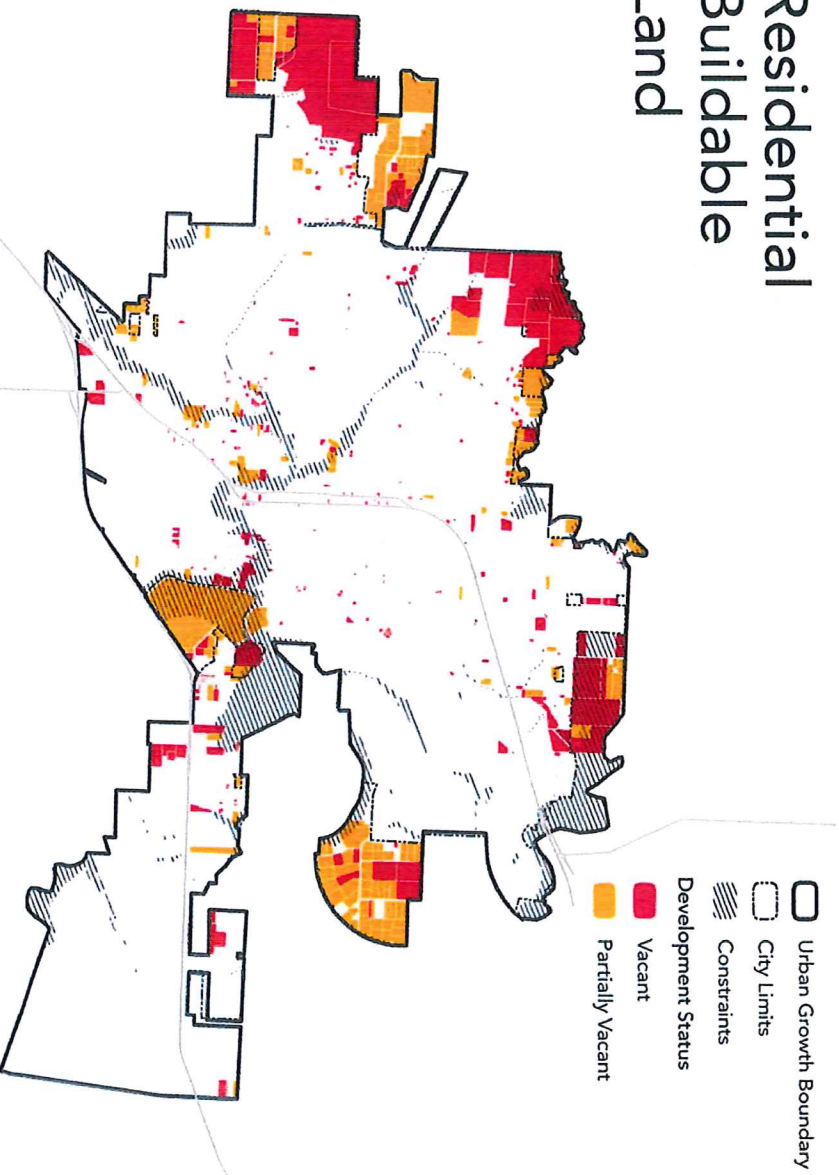 Residential
Buildable
Land
Urban Growth Boundary
City Limits
Constraints
Development Status
Vacant
Partially Vacant